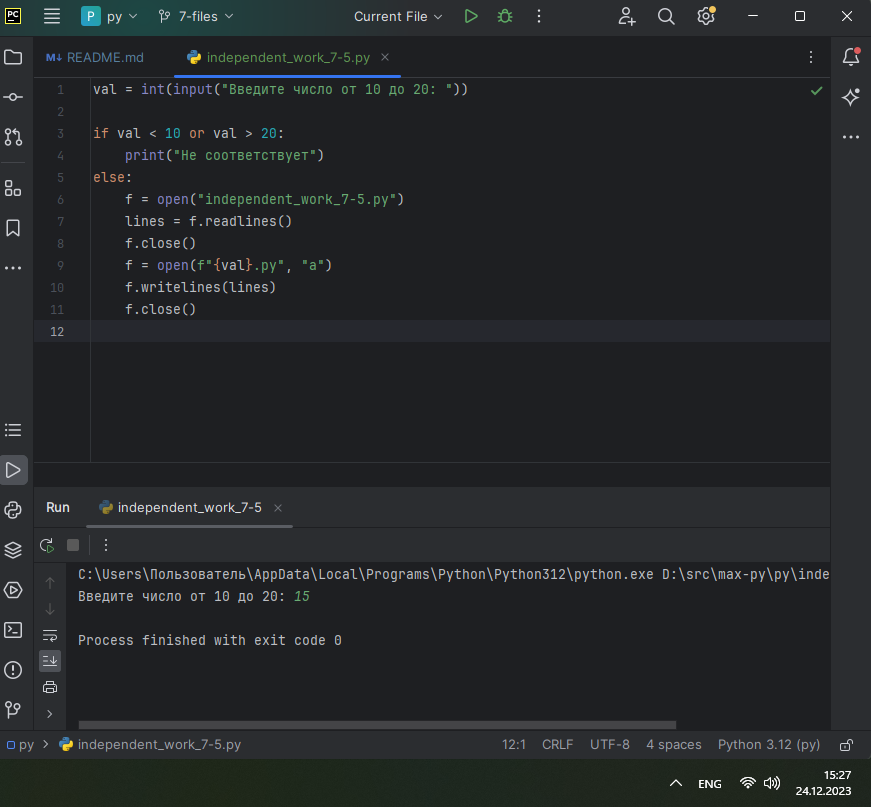 PC P py 7-files Current File
README.md independent_work_7-5.py
1 val = int(input("Введите число от 10 до 20: "))
2
3 if val < 10 or val > 20:
4 print("Не соответствует")
5 else:
6 f = open("independent_work_7-5.py")
7 lines = f.readlines()
8 f.close()
9 f = open(f"{val}.py", "a")
10 f.writelines(lines)
11 f.close()
12
Run independent_work_7-5
C:\Users\Пользователь\AppData\Local\Programs\Python\Python312\python.exe D:\src\max-py\py\inde
Введите число от 10 до 20: 15
Process finished with exit code 0
py independent_work_7-5.py 12:1 CRLF UTF-8 4 spaces Python 3.12 (py)
ENG 15:27
24.12.2023